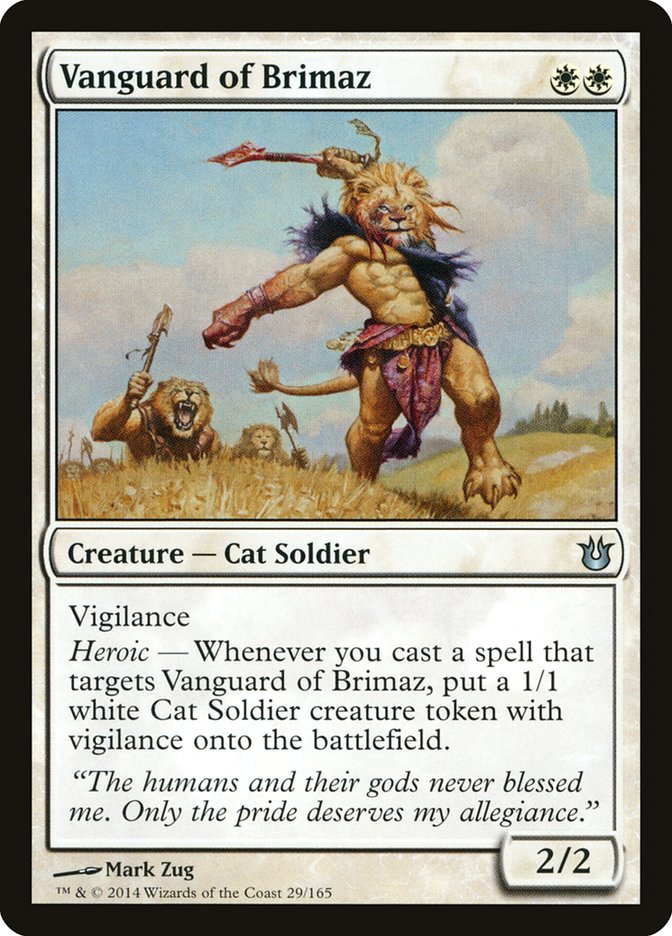 Vanguard of Brimaz
Creature — Cat Soldier
Vigilance
Heroic — Whenever you cast a spell that
targets Vanguard of Brimaz, put a 1/1
white Cat Soldier creature token with
vigilance onto the battlefield.
“The humans and their gods never blessed
me. Only the pride deserves my allegiance.”
2/2
Mark Zug
™ & © 2014 Wizards of the Coast 29/165